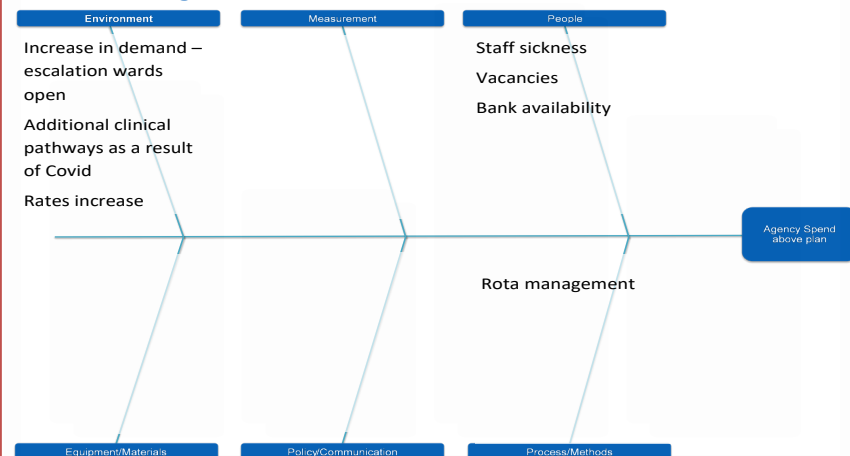 Environment
Measurement
People
Increase in demand –
escalation wards
open
Additional clinical
pathways as a result
of Covid
Rates increase
Staff sickness
Vacancies
Bank availability
Agency Spend
above plan
Rota management
Equipment/Materials
Policy/Communication
Process/Methods